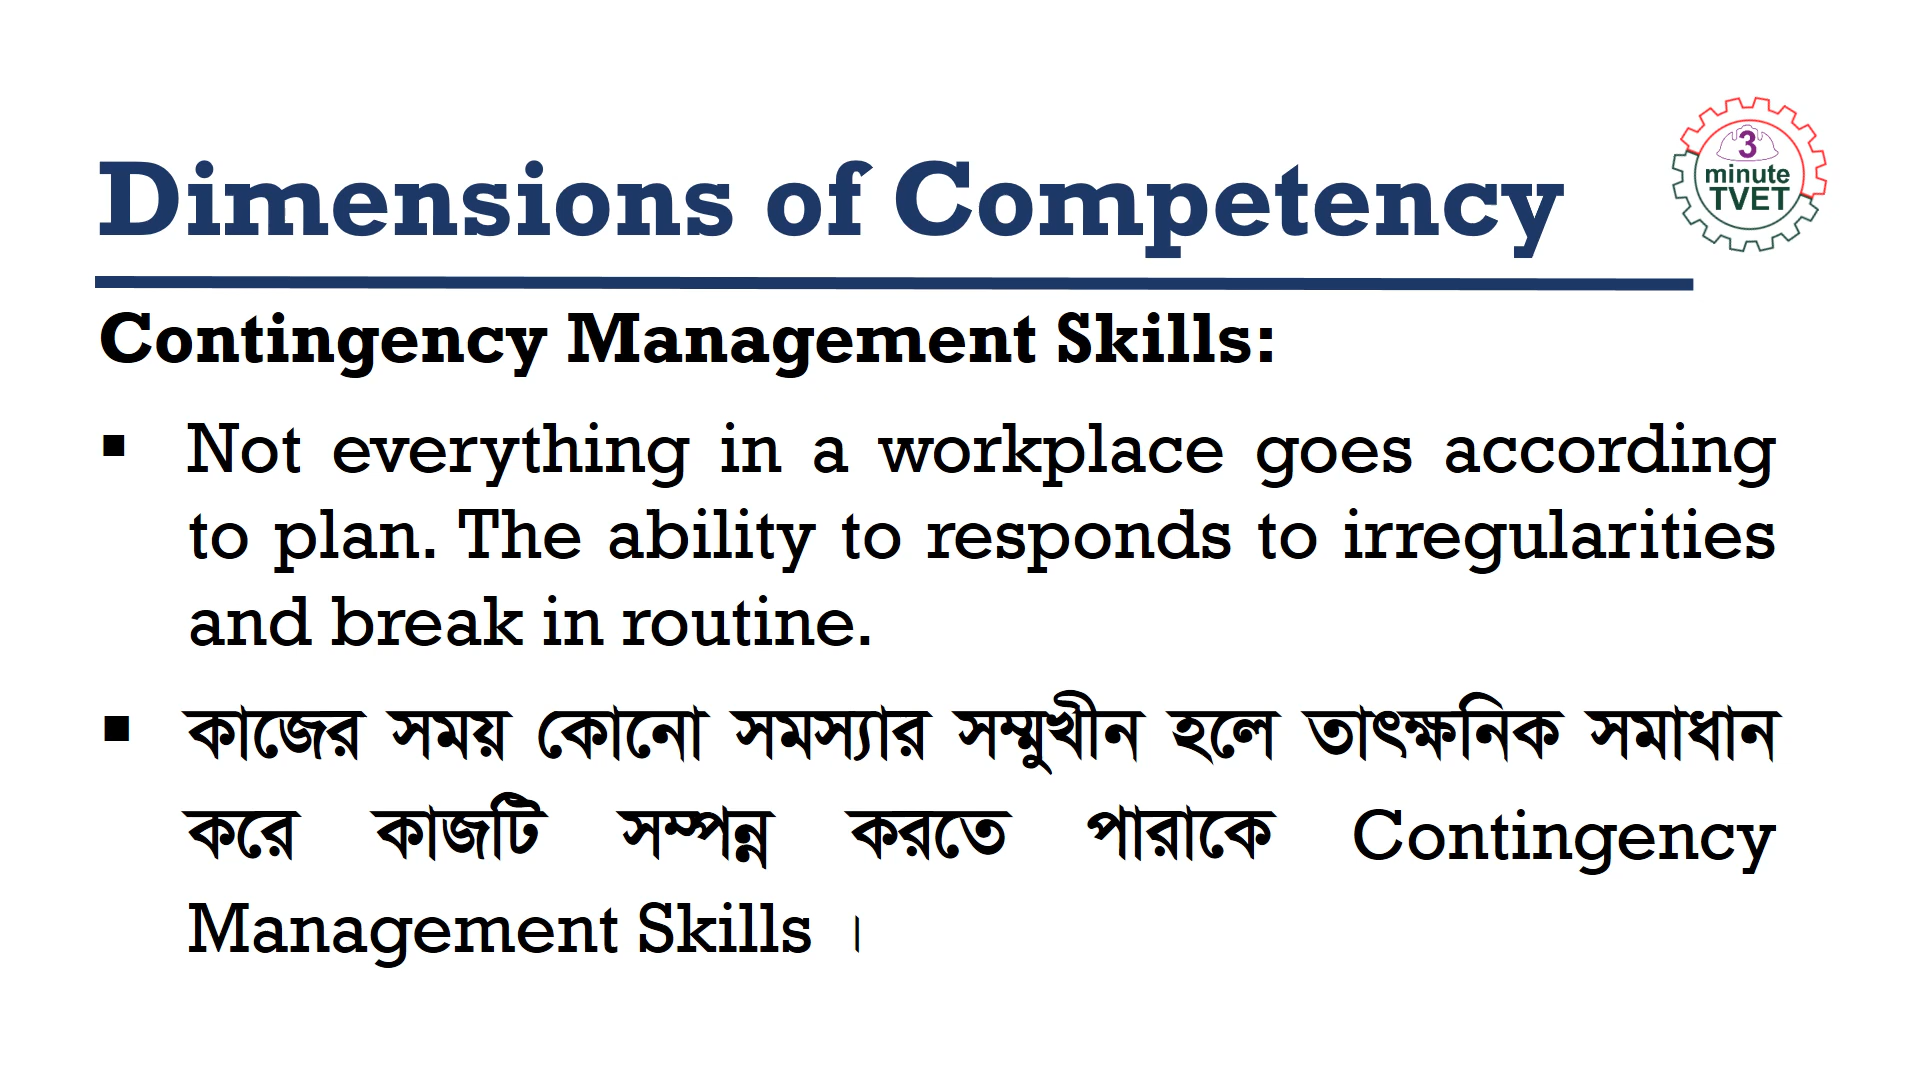 Dimensions of Competency
3
minute
TVET
Contingency Management Skills:
▪ Not everything in a workplace goes according
to plan. The ability to responds to irregularities
and break in routine.
▪ কাজের সময় কোনো সমস্যার সম্মুখীন হলে তাৎক্ষনিক সমাধান
করে কাজটি সম্পন্ন করতে পারাকে Contingency
Management Skills ।